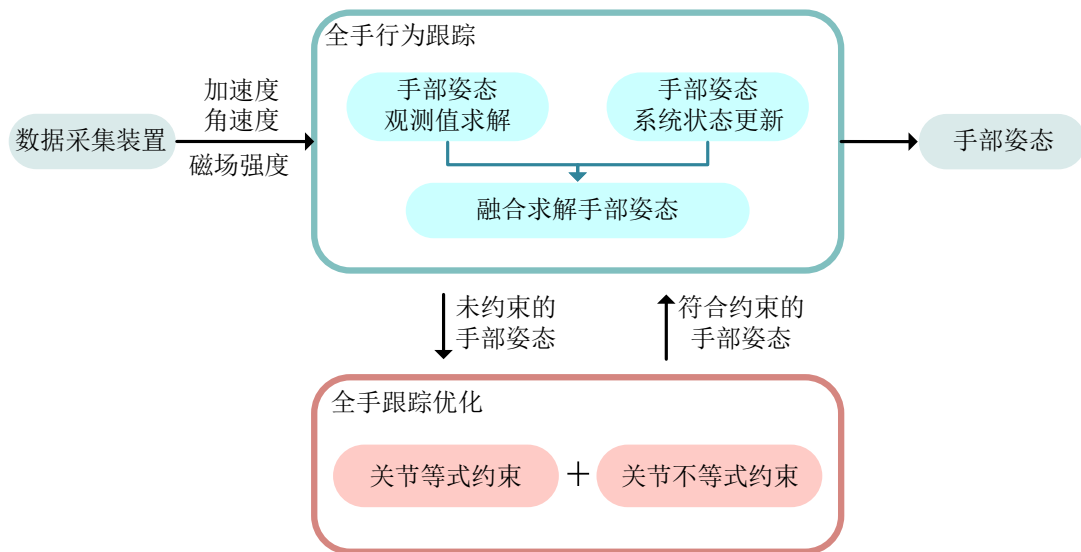 全手行为跟踪
手部姿态
观测值求解
手部姿态
系统状态更新
加速度
角速度
磁场强度
数据采集装置
手部姿态
融合求解手部姿态
未约束的
手部姿态
符合约束的
手部姿态
全手跟踪优化
关节等式约束
+
关节不等式约束